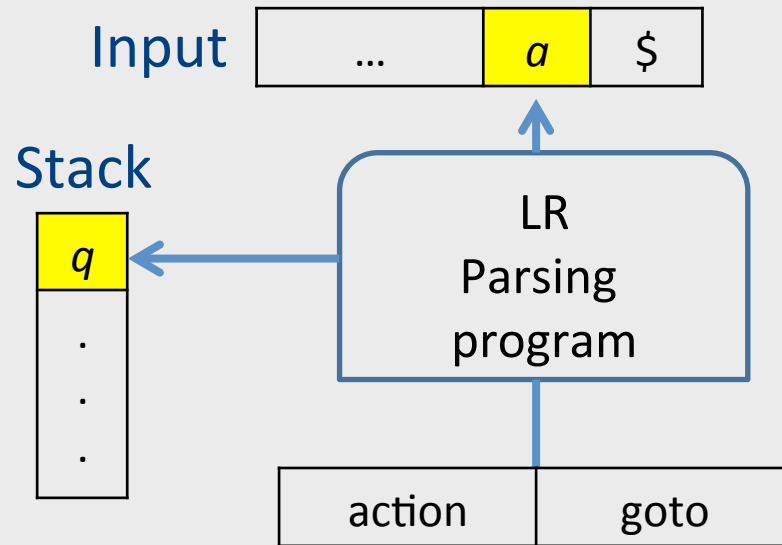 Input … a $
Stack
q
.
.
.
LR
Parsing
program
action goto